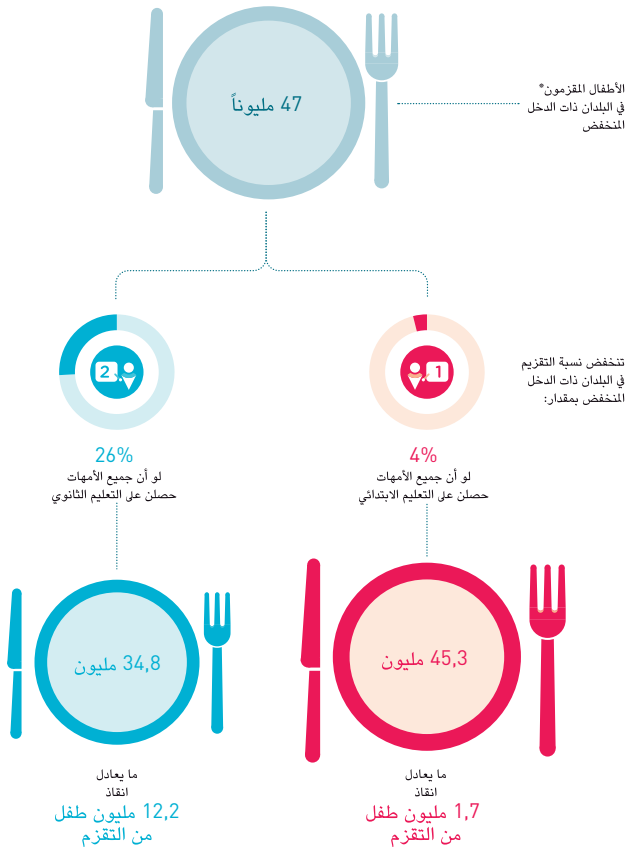 47 مليوناً
الأطفال المقزمون*
في البلدان ذات الدخل
المنخفض
تنخفض نسبة التقزيم
في البلدان ذات الدخل
المنخفض بمقدار:
1
4%
لو أن جميع الأمهات
حصلن على التعليم الابتدائي
2
26%
لو أن جميع الأمهات
حصلن على التعليم الثانوي
45,3 مليون
ما يعادل
انقاذ
1,7 مليون طفل
من التقزم
34,8 مليون
ما يعادل
انقاذ
12,2 مليون طفل
من التقزم